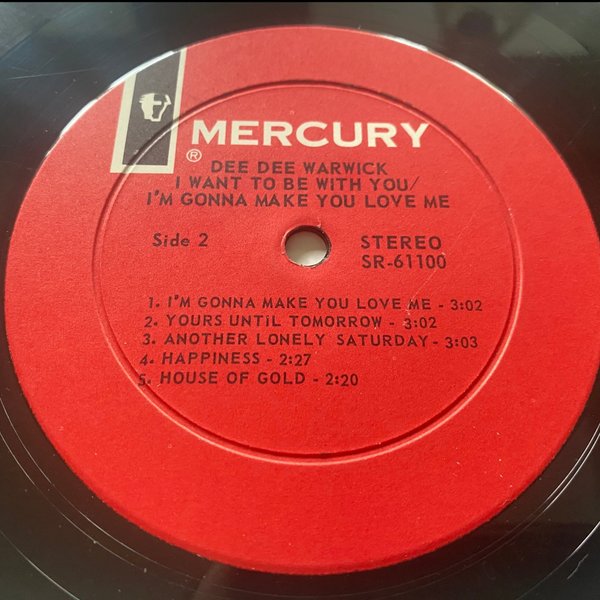 MERCURY
®
DEE DEE WARWICK
I WANT TO BE WITH YOU/
I'M GONNA MAKE YOU LOVE ME
Side 2
STEREO
SR-61100
1. I'M GONNA MAKE YOU LOVE ME - 3:02
2. YOURS UNTiL TOMORROW - 3:02
3. ANOTHER LONELY SATURDAY - 3:03
4. HAPPINESS - 2:27
5. HOUSE OF GOLD - 2:20